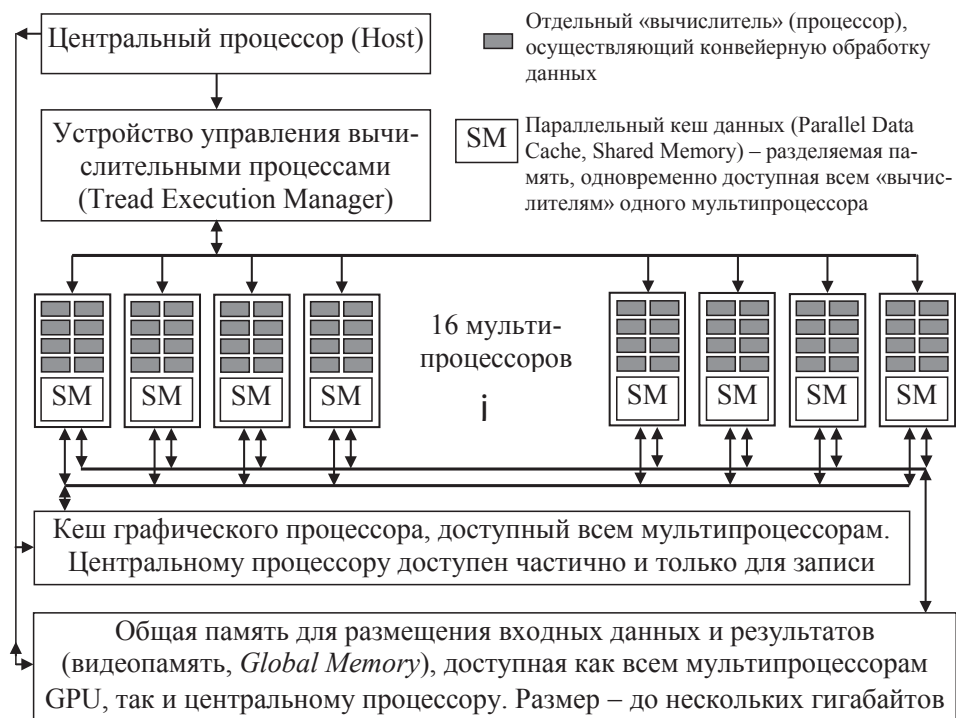 Центральный процессор (Host)
Отдельный «вычислитель» (процессор),
осуществляющий конвейерную обработку
данных
Устройство управления вычи-
слительными процессами
(Tread Execution Manager)
SM
Параллельный кеш данных (Parallel Data
Cache, Shared Memory) – разделяемая па-
мять, одновременно доступная всем «вычис-
лителям» одного мультипроцессора
16 мульти-
процессоров
i
SM SM SM SM SM SM SM SM
Кеш графического процессора, доступный всем мультипроцессорам.
Центральному процессору доступен частично и только для записи
Общая память для размещения входных данных и результатов
(видеопамять, Global Memory), доступная как всем мультипроцессорам
GPU, так и центральному процессору. Размер – до нескольких гигабайтов